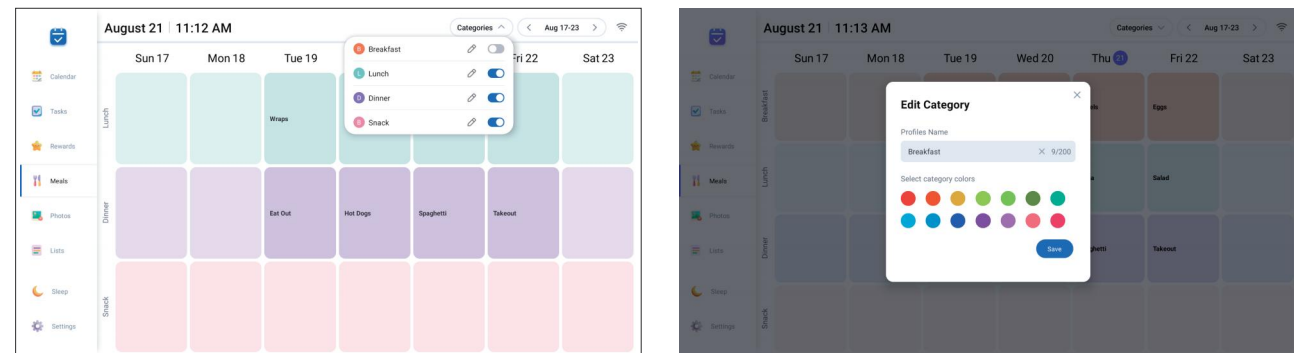 August 21 | 11:12 AM
Categories
Aug 17-23
Sun 17 Mon 18 Tue 19 Fri 22 Sat 23
B Breakfast
L Lunch
D Dinner
B Snack
Calendar
Tasks
Rewards
Meals
Photos
Lists
Sleep
Settings
Lunch
Wraps
Dinner
Eat Out Hot Dogs Spaghetti Takeout
Snack
August 21 | 11:13 AM
Categories
Aug 17-23
Sun 17 Mon 18 Tue 19 Wed 20 Thu 21 Fri 22 Sat 23
Calendar
Tasks
Rewards
Meals
Photos
Lists
Sleep
Settings
Breakfast
Eggs
Lunch
Salad
Dinner
Takeout
Snack
Edit Category
Profiles Name
Breakfast 9/200
Select category colors
Save